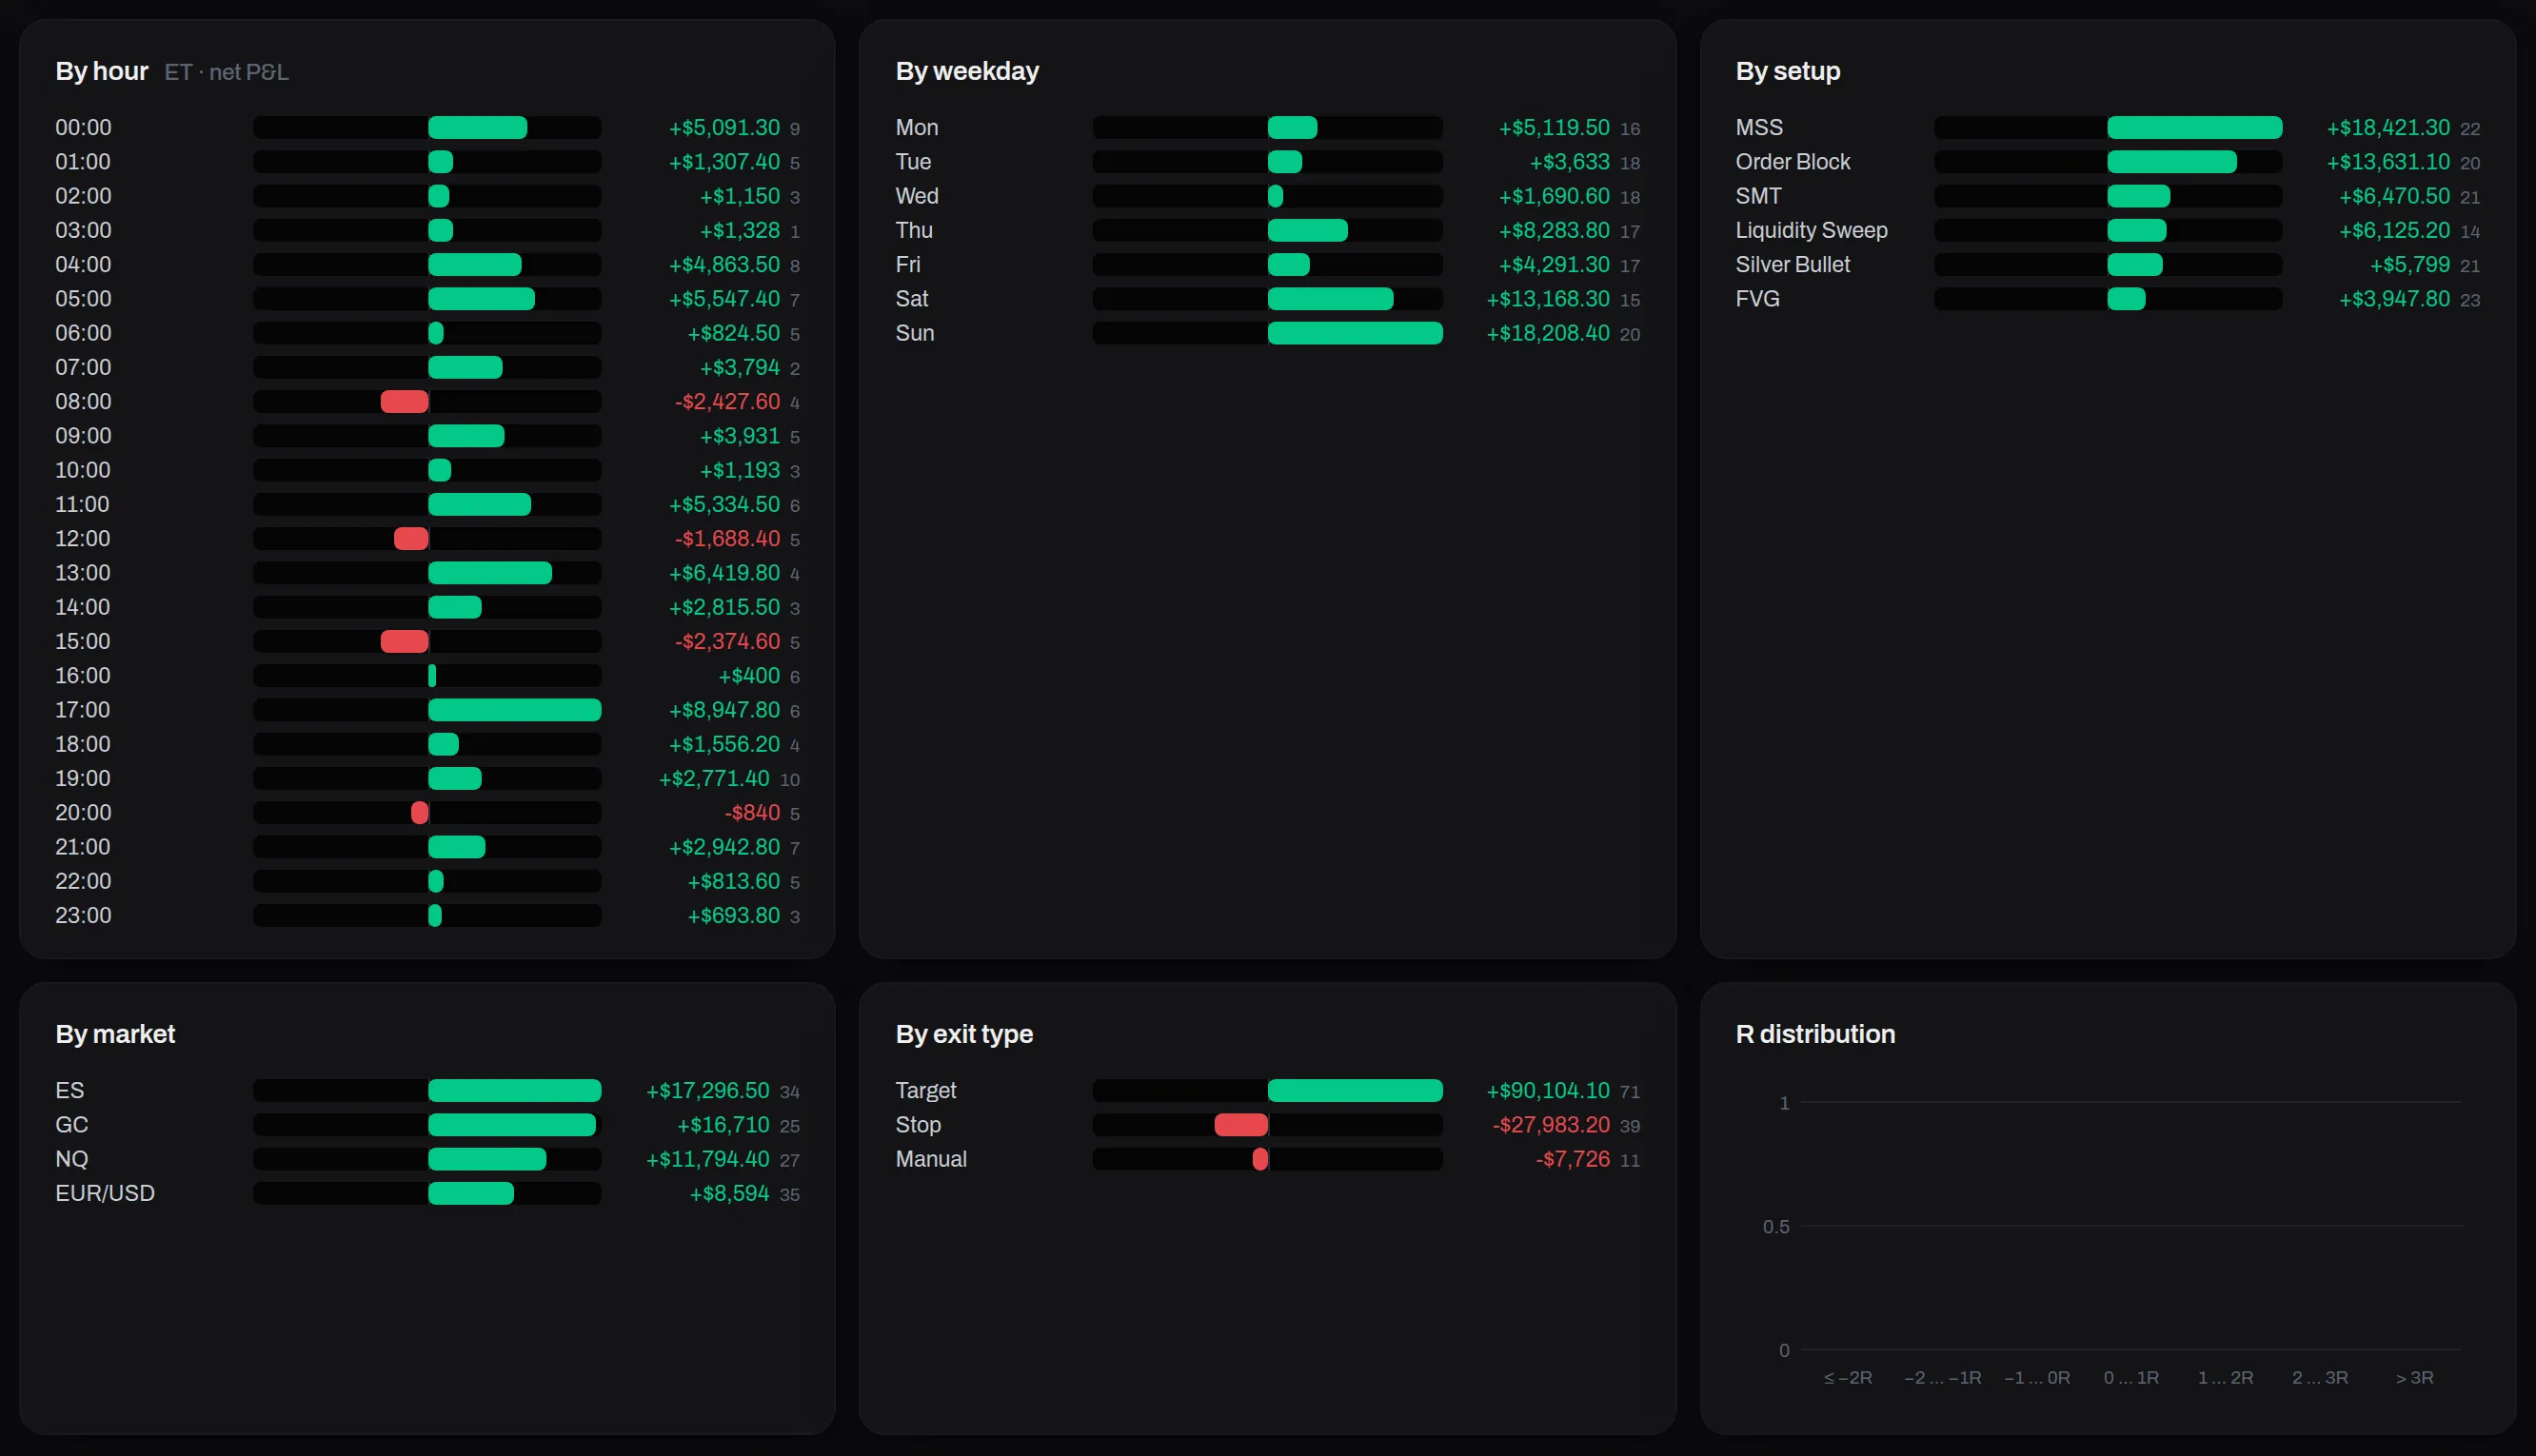 By hour ET · net P&L
00:00 +$5,091.30 9
01:00 +$1,307.40 5
02:00 +$1,150 3
03:00 +$1,328 1
04:00 +$4,863.50 8
05:00 +$5,547.40 7
06:00 +$824.50 5
07:00 +$3,794 2
08:00 -$2,427.60 4
09:00 +$3,931 5
10:00 +$1,193 3
11:00 +$5,334.50 6
12:00 -$1,688.40 5
13:00 +$6,419.80 4
14:00 +$2,815.50 3
15:00 -$2,374.60 5
16:00 +$400 6
17:00 +$8,947.80 6
18:00 +$1,556.20 4
19:00 +$2,771.40 10
20:00 -$840 5
21:00 +$2,942.80 7
22:00 +$813.60 5
23:00 +$693.80 3
By weekday
Mon +$5,119.50 16
Tue +$3,633 18
Wed +$1,690.60 18
Thu +$8,283.80 17
Fri +$4,291.30 17
Sat +$13,168.30 15
Sun +$18,208.40 20
By setup
MSS +$18,421.30 22
Order Block +$13,631.10 20
SMT +$6,470.50 21
Liquidity Sweep +$6,125.20 14
Silver Bullet +$5,799 21
FVG +$3,947.80 23
By market
ES +$17,296.50 34
GC +$16,710 25
NQ +$11,794.40 27
EUR/USD +$8,594 35
By exit type
Target +$90,104.10 71
Stop -$27,983.20 39
Manual -$7,726 11
R distribution
1
0.5
0
≤ −2R −2 ... −1R −1 ... 0R 0 ... 1R 1 ... 2R 2 ... 3R > 3R